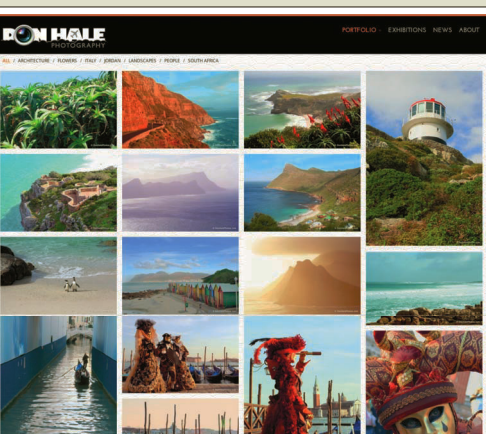 DON HALE
PHOTOGRAPHY
PORTFOLIO EXHIBITIONS NEWS ABOUT
ALL / ARCHITECTURE / FLOWERS / ITALY / JORDAN / LANDSCAPES / PEOPLE / SOUTH AFRICA